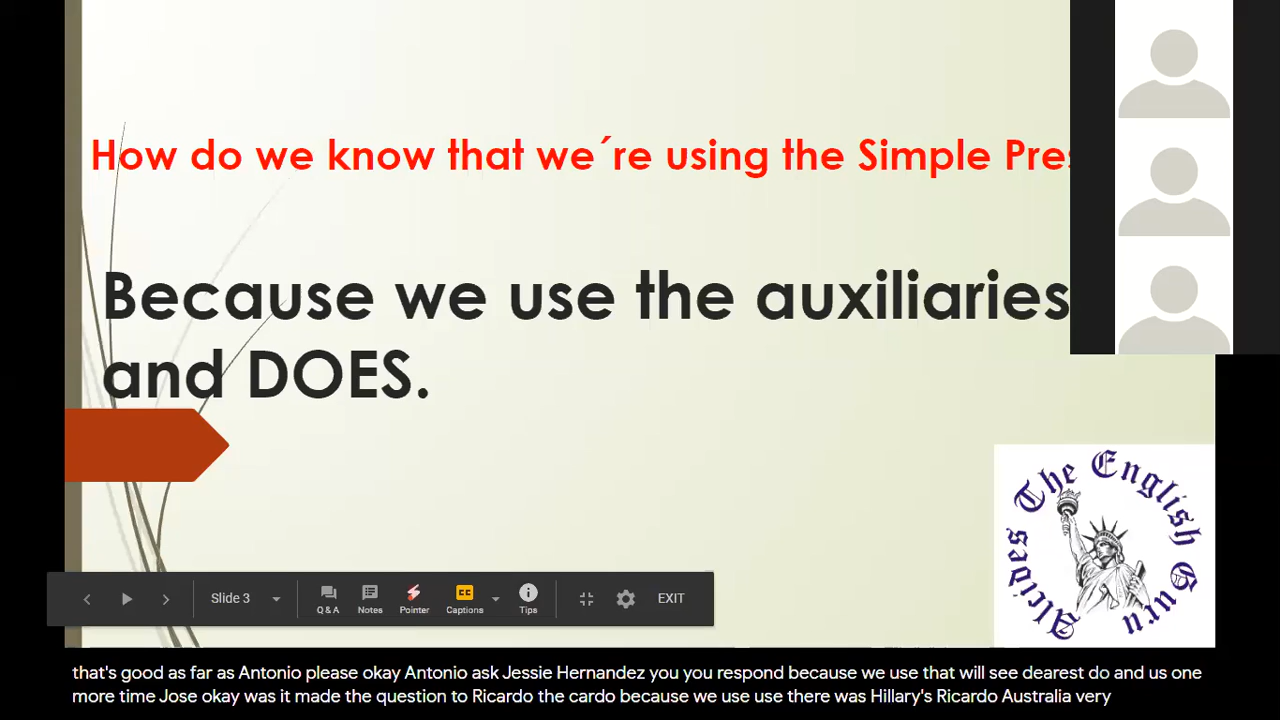 How do we know that we´re using the Simple Pres
Because we use the auxiliaries
and DOES.
Alcides The English Guru
Slide 3
Q & A
Notes
Pointer
CC
Captions
Tips
EXIT
that's good as far as Antonio please okay Antonio ask Jessie Hernandez you you respond because we use that will see dearest do and us one
more time Jose okay was it made the question to Ricardo the cardo because we use use there was Hillary's Ricardo Australia very